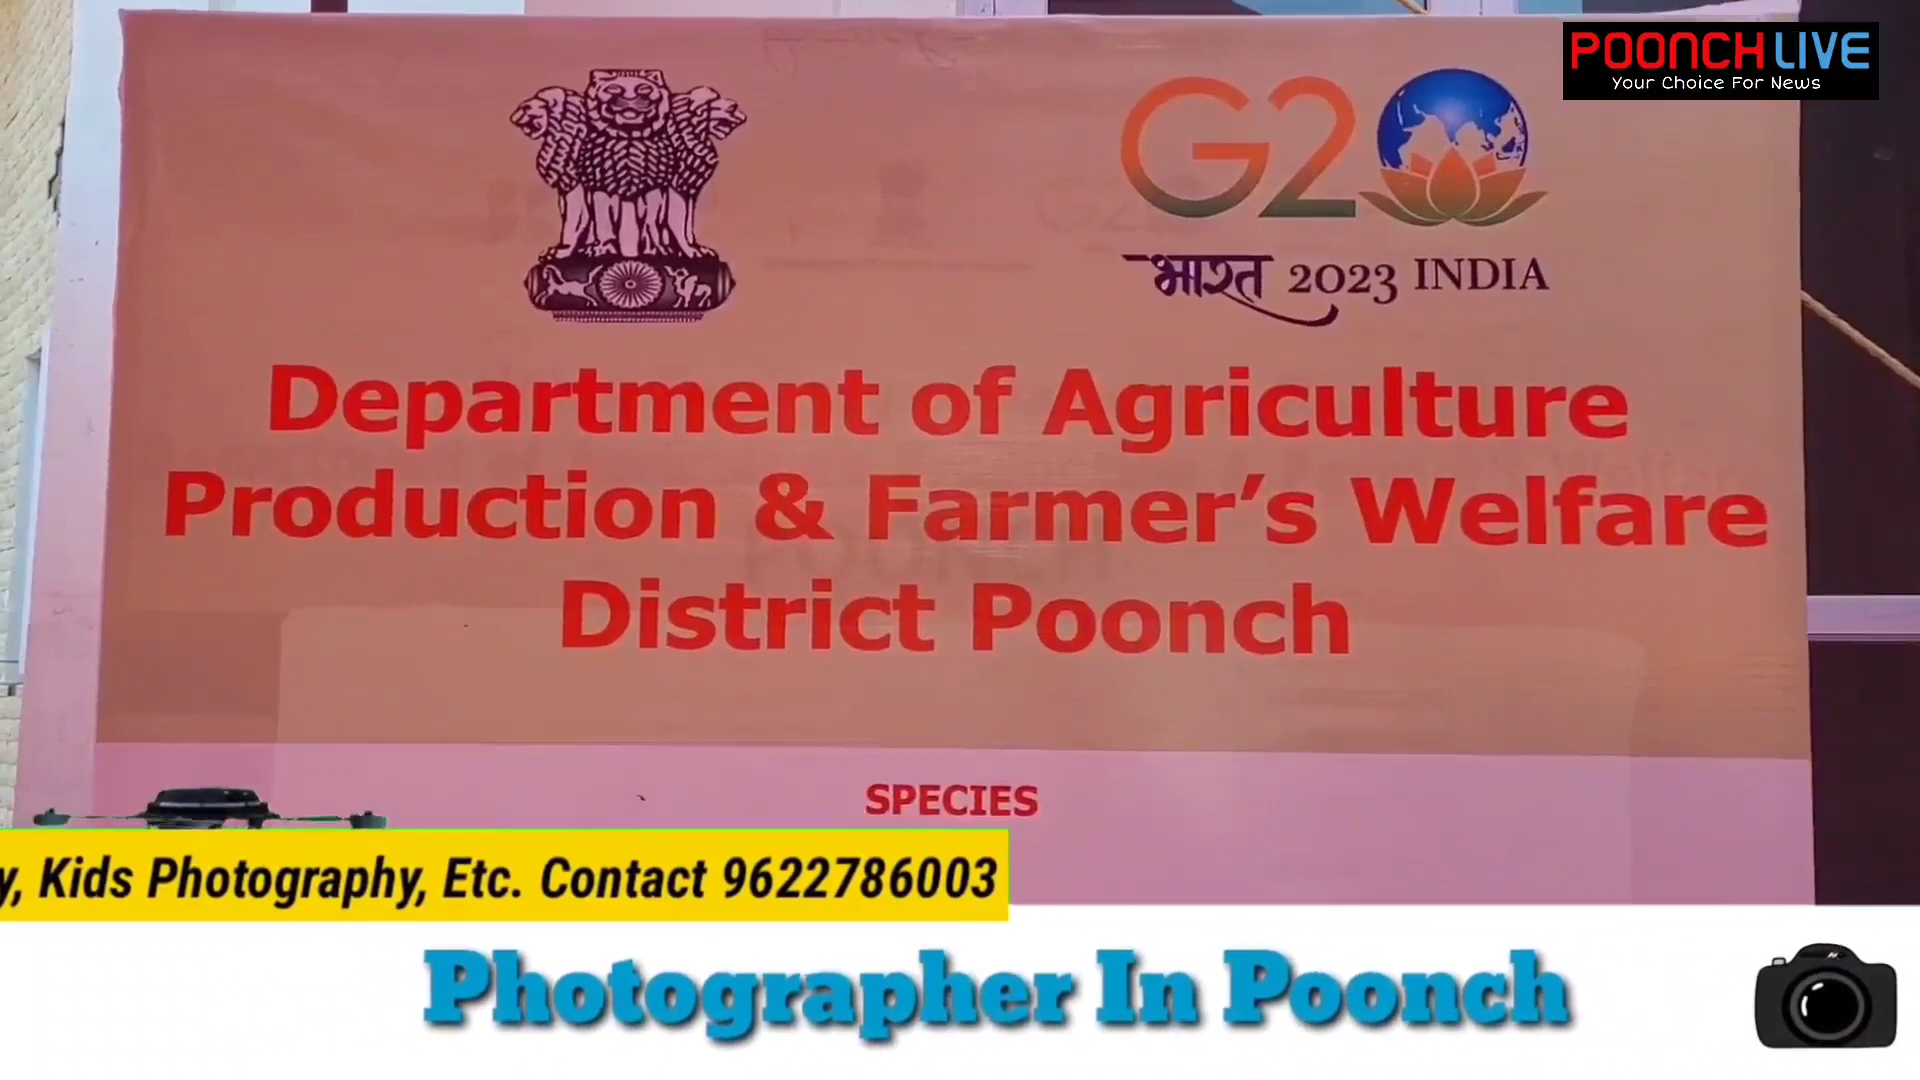 POONCH LIVE
Your Choice For News
G20
भारत 2023 INDIA
Department of Agriculture
Production & Farmer's Welfare
District Poonch
SPECIES
y, Kids Photography, Etc. Contact 9622786003
Photographer In Poonch